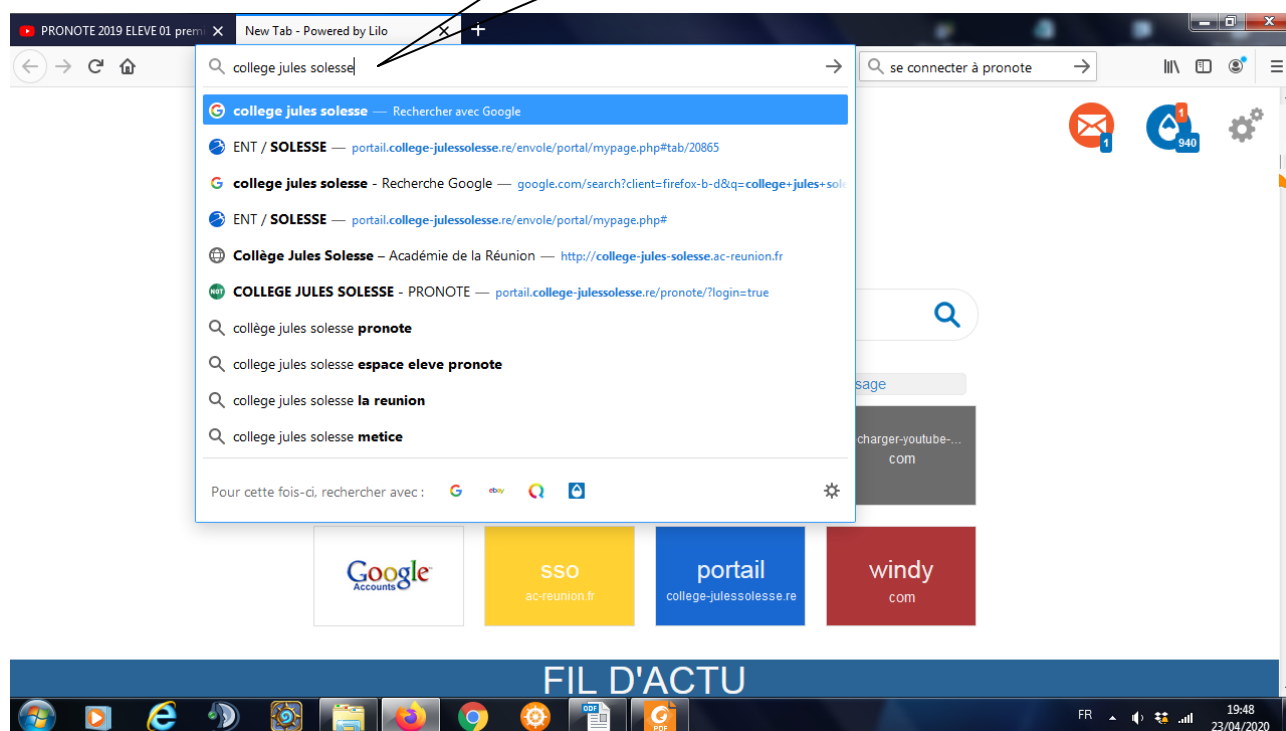 PRONOTE 2019 ELEVE 01 prem
New Tab - Powered by Lilo
college jules solesse
se connecter à pronote
college jules solesse — Rechercher avec Google
ENT / SOLESSE — portail.college-julessolesse.re/envole/portal/mypage.php#tab/20865
college jules solesse - Recherche Google — google.com/search?client=firefox-b-d&q=college+jules+sole
ENT / SOLESSE — portail.college-julessolesse.re/envole/portal/mypage.php#
Collège Jules Solesse – Académie de la Réunion — http://college-jules-solesse.ac-reunion.fr
COLLEGE JULES SOLESSE - PRONOTE — portail.college-julessolesse.re/pronote/?login=true
collège jules solesse pronote
college jules solesse espace eleve pronote
college jules solesse la reunion
college jules solesse metice
Pour cette fois-ci, rechercher avec : G ebay
1
1
940
sage
charger-youtube-...
com
Google
Accounts
sso
ac-reunion.fr
portail
college-julessolesse.re
windy
com
FIL D'ACTU
ODF
PDF
FR
19:48
23/04/2020